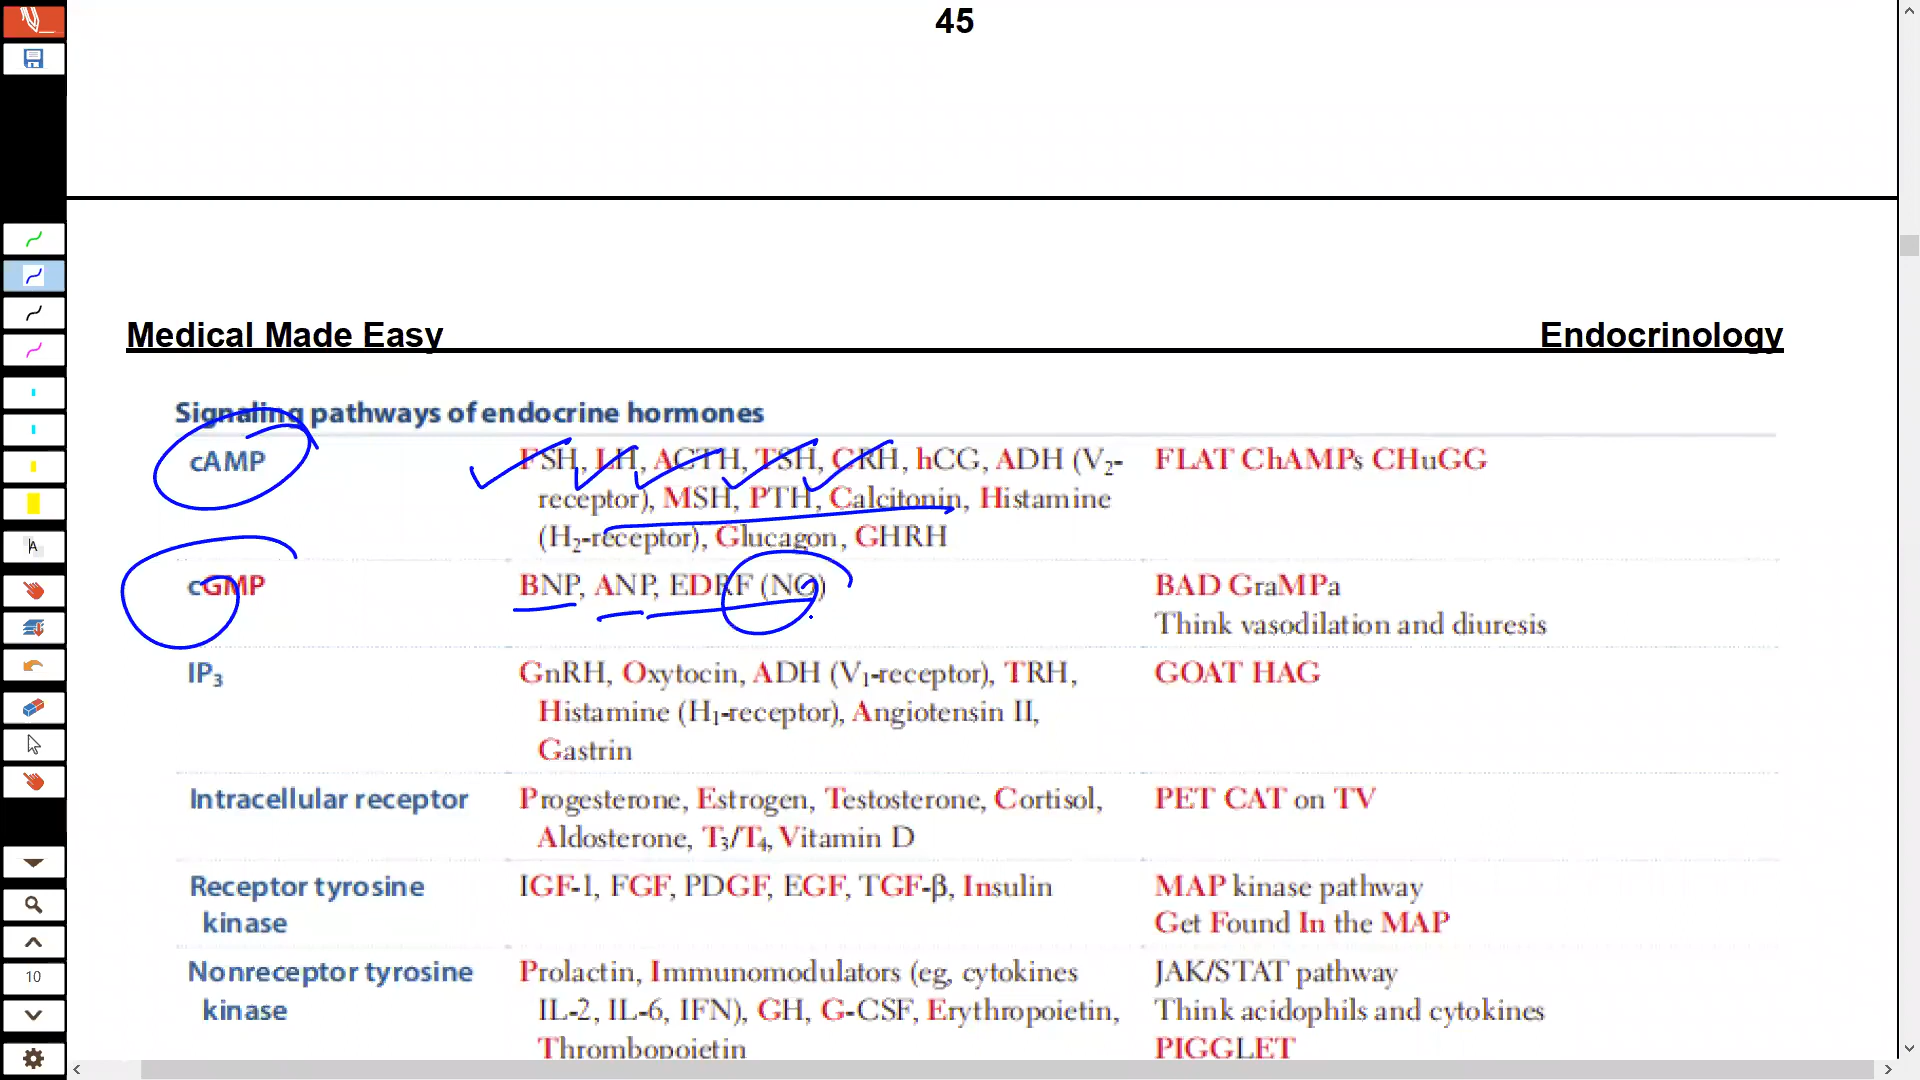 45
Medical Made Easy Endocrinology
Signaling pathways of endocrine hormones
cAMP FSH, LH, ACTH, TSH, CRH, hCG, ADH (V2- FLAT ChAMPs CHuGG
receptor), MSH, PTH, Calcitonin, Histamine
(H2-receptor), Glucagon, GHRH
cGMP BNP, ANP, EDRF (NO) BAD GraMPa
Think vasodilation and diuresis
IP3 GnRH, Oxytocin, ADH (V1-receptor), TRH, GOAT HAG
Histamine (H1-receptor), Angiotensin II,
Gastrin
Intracellular receptor Progesterone, Estrogen, Testosterone, Cortisol, PET CAT on TV
Aldosterone, T3/T4, Vitamin D
Receptor tyrosine IGF-1, FGF, PDGF, EGF, TGF-β, Insulin MAP kinase pathway
kinase Get Found In the MAP
Nonreceptor tyrosine Prolactin, Immunomodulators (eg, cytokines JAK/STAT pathway
kinase IL-2, IL-6, IFN), GH, G-CSF, Erythropoietin, Think acidophils and cytokines
Thrombopoietin PIGGLET
A
10